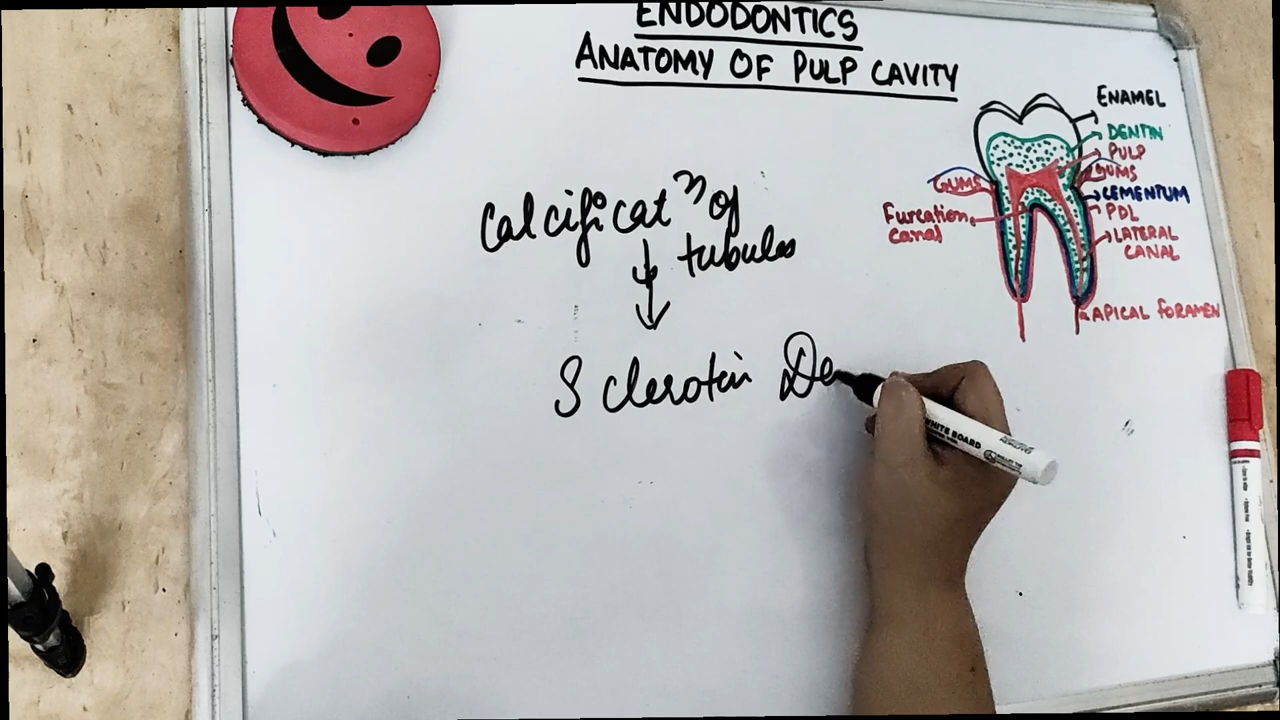 ENDODONTICS
ANATOMY OF PULP CAVITY
ENAMEL
DENTIN
PULP
GUMS
GUMS
CEMENTUM
Furcation
canal
PDL
LATERAL
CANAL
APICAL FORAMEN
Calcificatⁿ of
tubules
Sclerotin De
WHITE BOARD